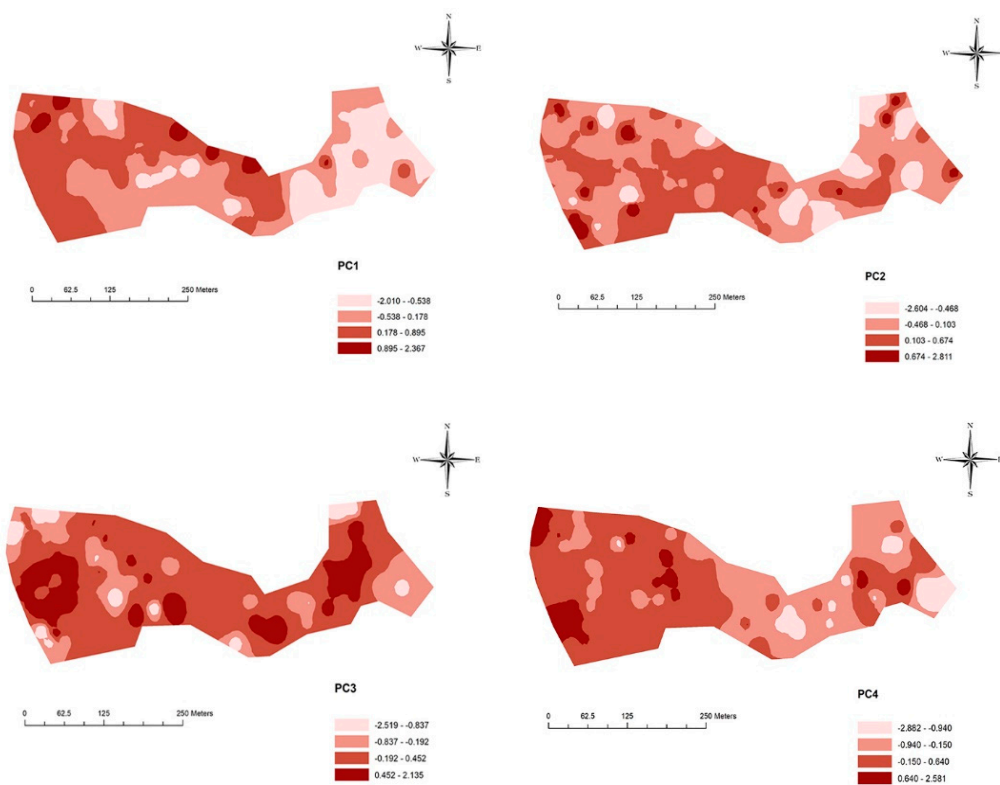 N
W E
S
PC1
0 62.5 125 250 Meters
-2.010 - -0.538
-0.538 - 0.178
0.178 - 0.895
0.895 - 2.367
N
W
S
PC2
0 62.5 125 250 Meters
-2.604 - -0.468
-0.468 - 0.103
0.103 - 0.674
0.674 - 2.811
N
W E
S
PC3
0 62.5 125 250 Meters
-2.519 - -0.837
-0.837 - -0.192
-0.192 - 0.452
0.452 - 2.135
N
W
S
PC4
0 62.5 125 250 Meters
-2.882 - -0.940
-0.940 - -0.150
-0.150 - 0.640
0.640 - 2.581